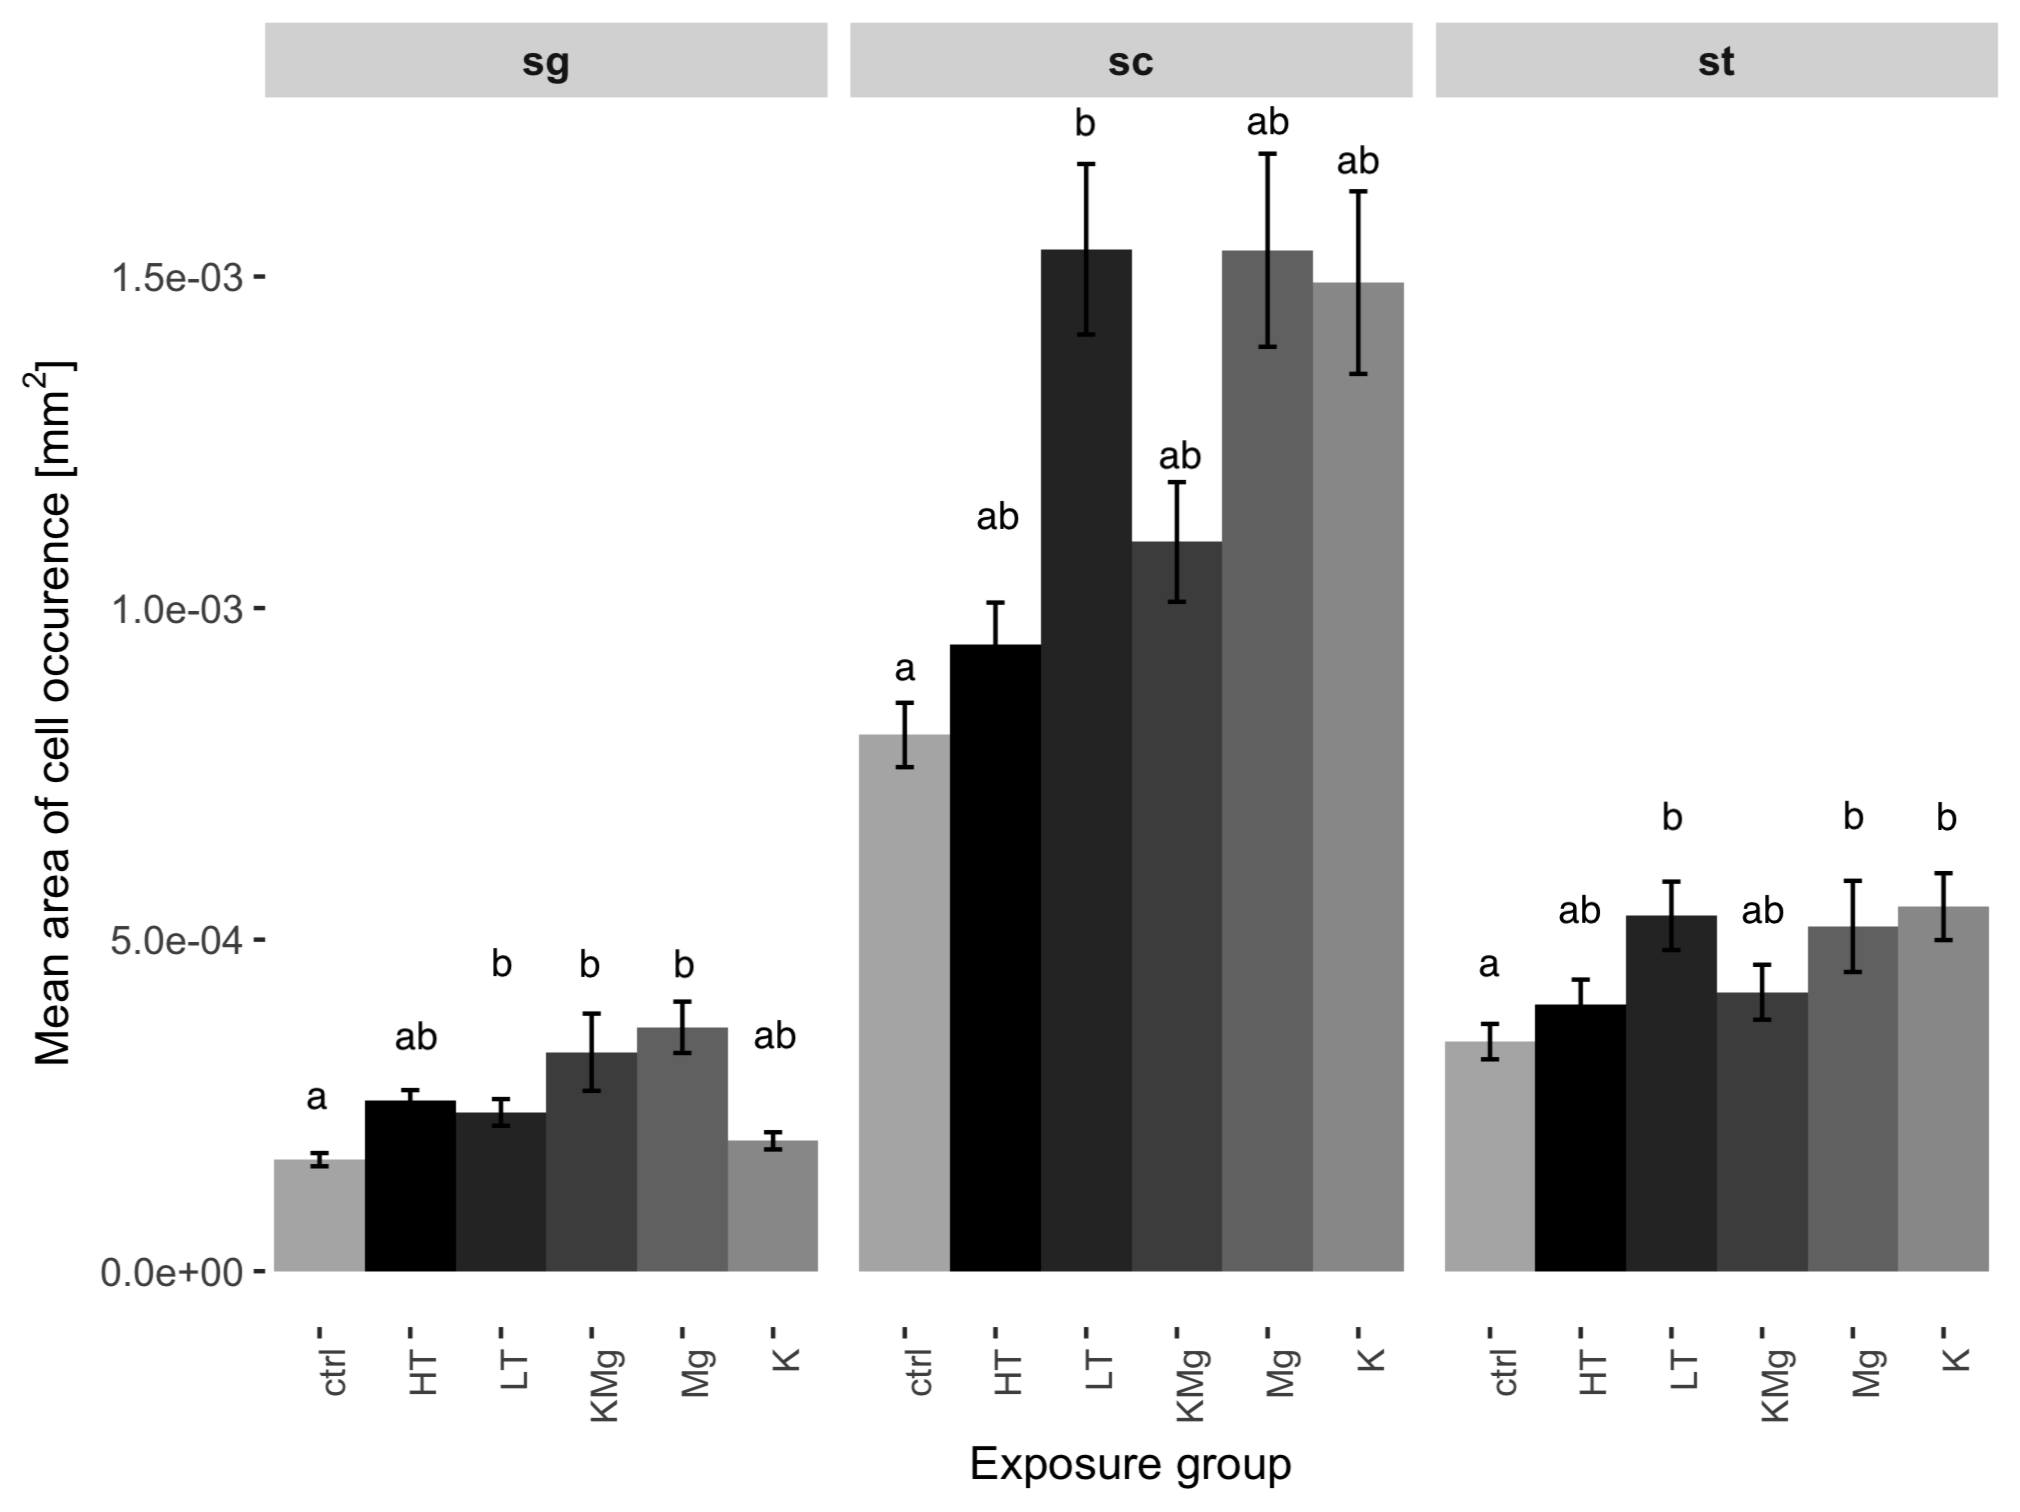 sg sc st
Mean area of cell occurence [mm²]
1.5e-03
1.0e-03
5.0e-04
0.0e+00
a ab b b b ab
a ab b ab ab ab
a ab b ab b b
ctrl HT LT KMg Mg K
ctrl HT LT KMg Mg K
ctrl HT LT KMg Mg K
Exposure group